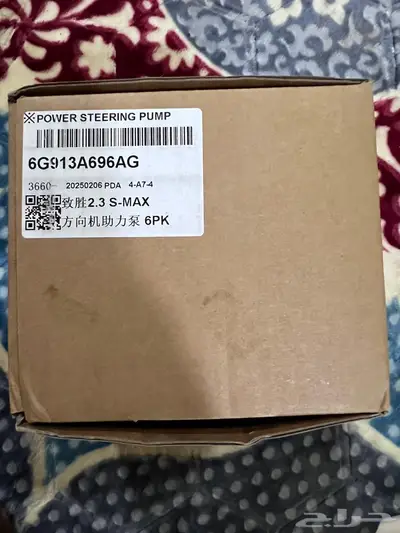 ※POWER STEERING PUMP
6G913A696AG
3660- 20250206 PDA 4-A7-4
致胜2.3 S-MAX
方向机助力泵 6PK
حراج